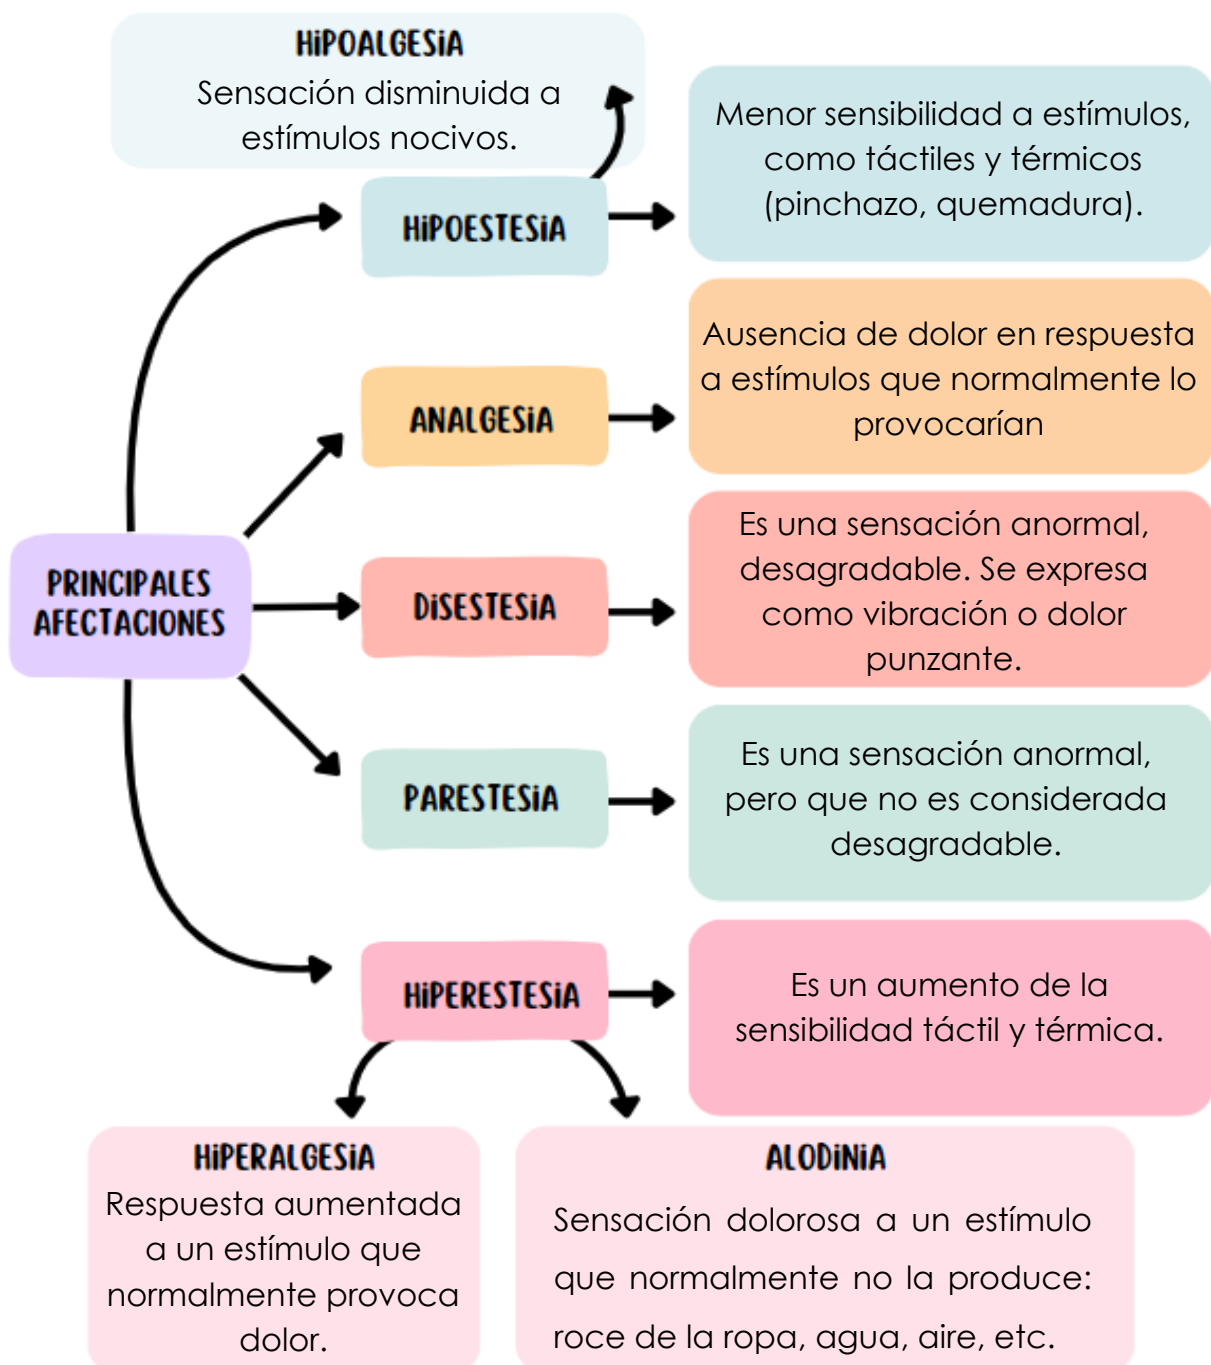 HiPOALGESiA
Sensación disminuida a
estímulos nocivos.
Menor sensibilidad a estímulos,
como táctiles y térmicos
(pinchazo, quemadura).
HiPOESTESiA
Ausencia de dolor en respuesta
a estímulos que normalmente lo
provocarían
ANALGESiA
Es una sensación anormal,
desagradable. Se expresa
como vibración o dolor
punzante.
PRINCIPALES
AFECTACIONES
DiSESTESiA
Es una sensación anormal,
pero que no es considerada
desagradable.
PARESTESiA
HiPERESTESiA
Es un aumento de la
sensibilidad táctil y térmica.
HiPERALGESiA
Respuesta aumentada
a un estímulo que
normalmente provoca
dolor.
ALODiNiA
Sensación dolorosa a un estímulo
que normalmente no la produce:
roce de la ropa, agua, aire, etc.